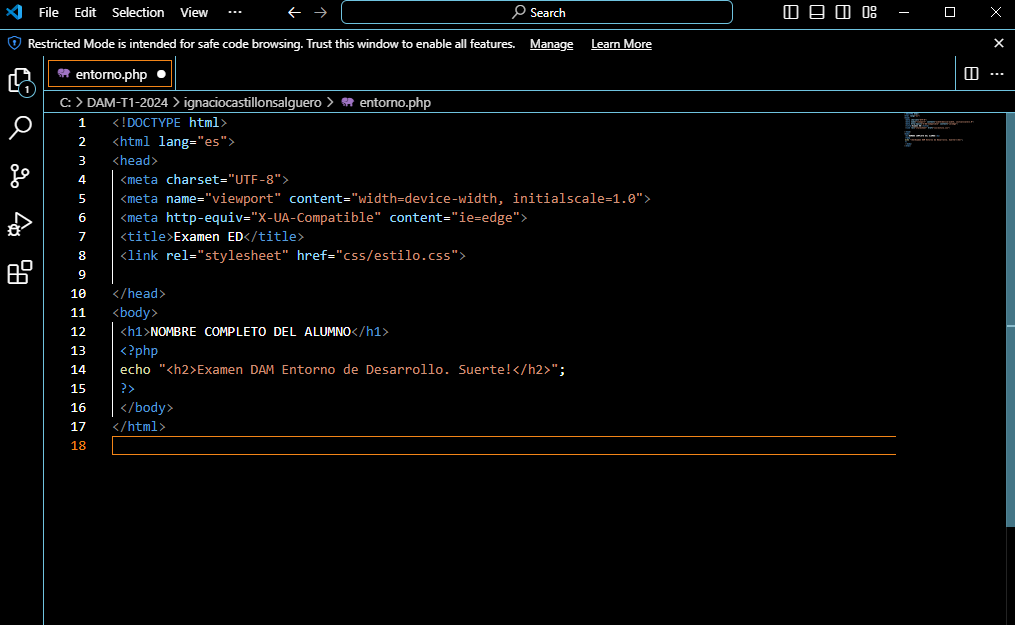 File Edit Selection View ··· Search
Restricted Mode is intended for safe code browsing. Trust this window to enable all features. Manage Learn More
1
entorno.php
C: > DAM-T1-2024 > ignaciocastillonsalguero > entorno.php
1 <!DOCTYPE html>
2 <html lang="es">
3 <head>
4 <meta charset="UTF-8">
5 <meta name="viewport" content="width=device-width, initialscale=1.0">
6 <meta http-equiv="X-UA-Compatible" content="ie=edge">
7 <title>Examen ED</title>
8 <link rel="stylesheet" href="css/estilo.css">
9
10 </head>
11 <body>
12 <h1>NOMBRE COMPLETO DEL ALUMNO</h1>
13 <?php
14 echo "<h2>Examen DAM Entorno de Desarrollo. Suerte!</h2>";
15 ?>
16 </body>
17 </html>
18